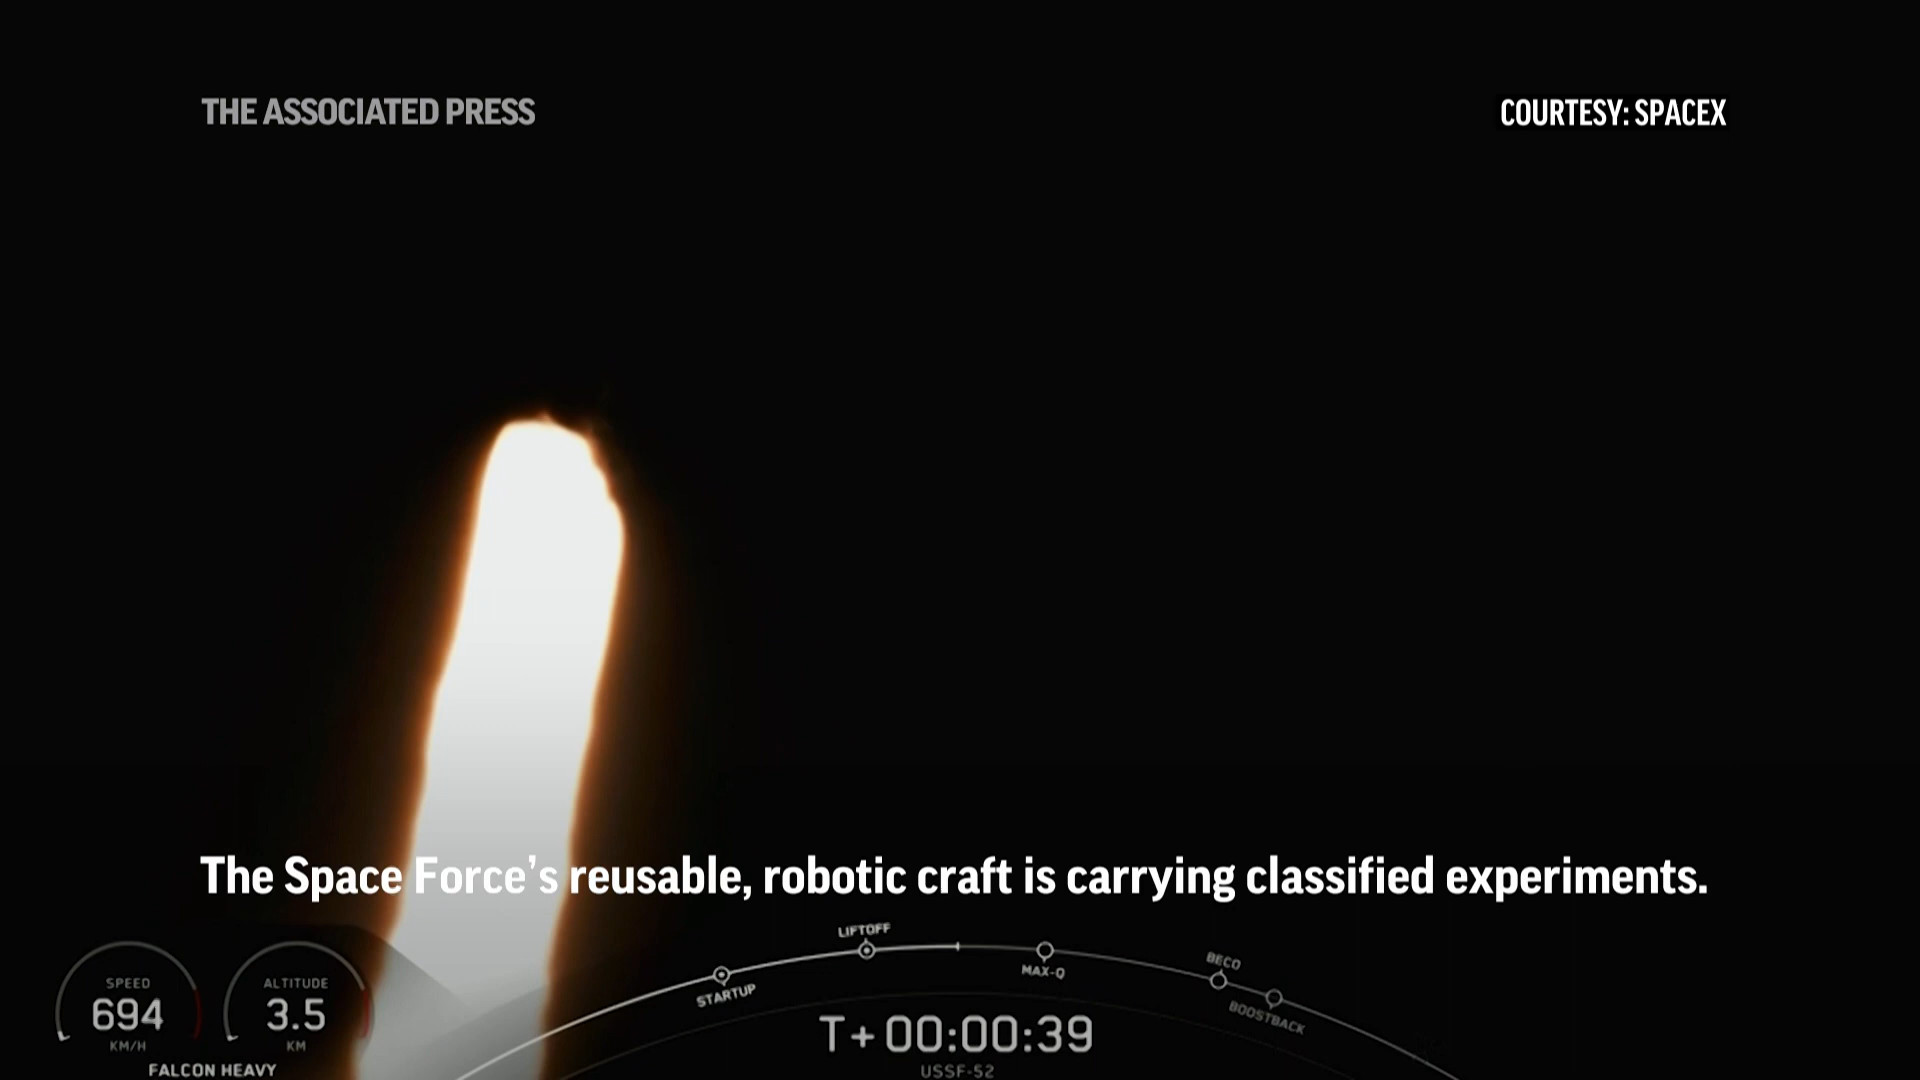 THE ASSOCIATED PRESS
COURTESY: SPACEX
The Space Force's reusable, robotic craft is carrying classified experiments.
SPEED
694
KM/H
ALTITUDE
3.5
KM
FALCON HEAVY
STARTUP
LIFTOFF
MAX-Q
BECO
BOOSTBACK
T+00:00:39
USSF-52